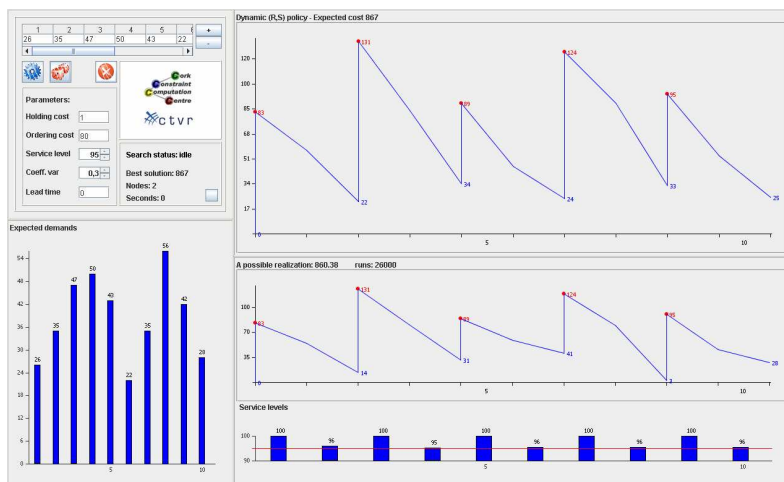 1 2 3 4 5 6
26 35 47 50 43 22
+
-
Parameters:
Holding cost 1
Ordering cost 80
Service level 95
Coeff. var 0,3
Lead time 0
Cork
Constraint
Computation
Centre
ctvr
Search status: idle
Best solution: 867
Nodes: 2
Seconds: 0
Expected demands
54
48
42
36
30
24
18
12
6
0
26 35 47 50 43 22 35 56 42 28
5 10
Dynamic (R,S) policy - Expected cost 867
120
100
85
68
51
34
17
0
83 131 89 124 95
22 34 24 33 25
5 10
A possible realization: 860.38 runs: 26000
100
70
35
0
83 131 89 124 95
14 31 41 3 28
5 10
Service levels
100
90
100 96 100 95 100 96 100 96 100 96
5 10